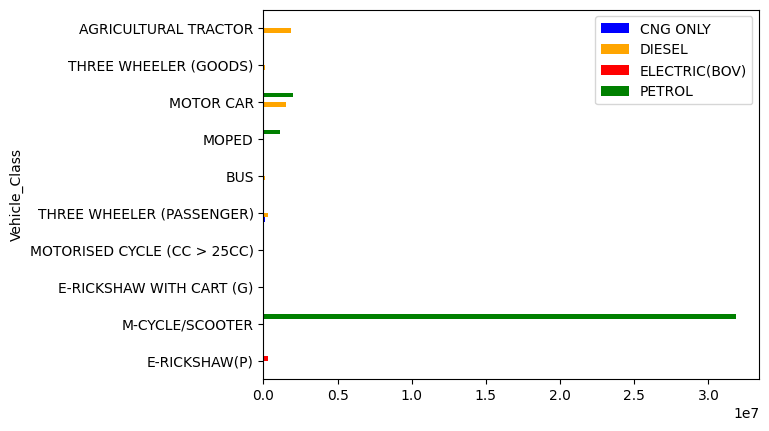 AGRICULTURAL TRACTOR
THREE WHEELER (GOODS)
MOTOR CAR
MOPED
BUS
THREE WHEELER (PASSENGER)
MOTORISED CYCLE (CC > 25CC)
E-RICKSHAW WITH CART (G)
M-CYCLE/SCOOTER
E-RICKSHAW(P)
Vehicle_Class
CNG ONLY
DIESEL
ELECTRIC(BOV)
PETROL
0.0 0.5 1.0 1.5 2.0 2.5 3.0
1e7